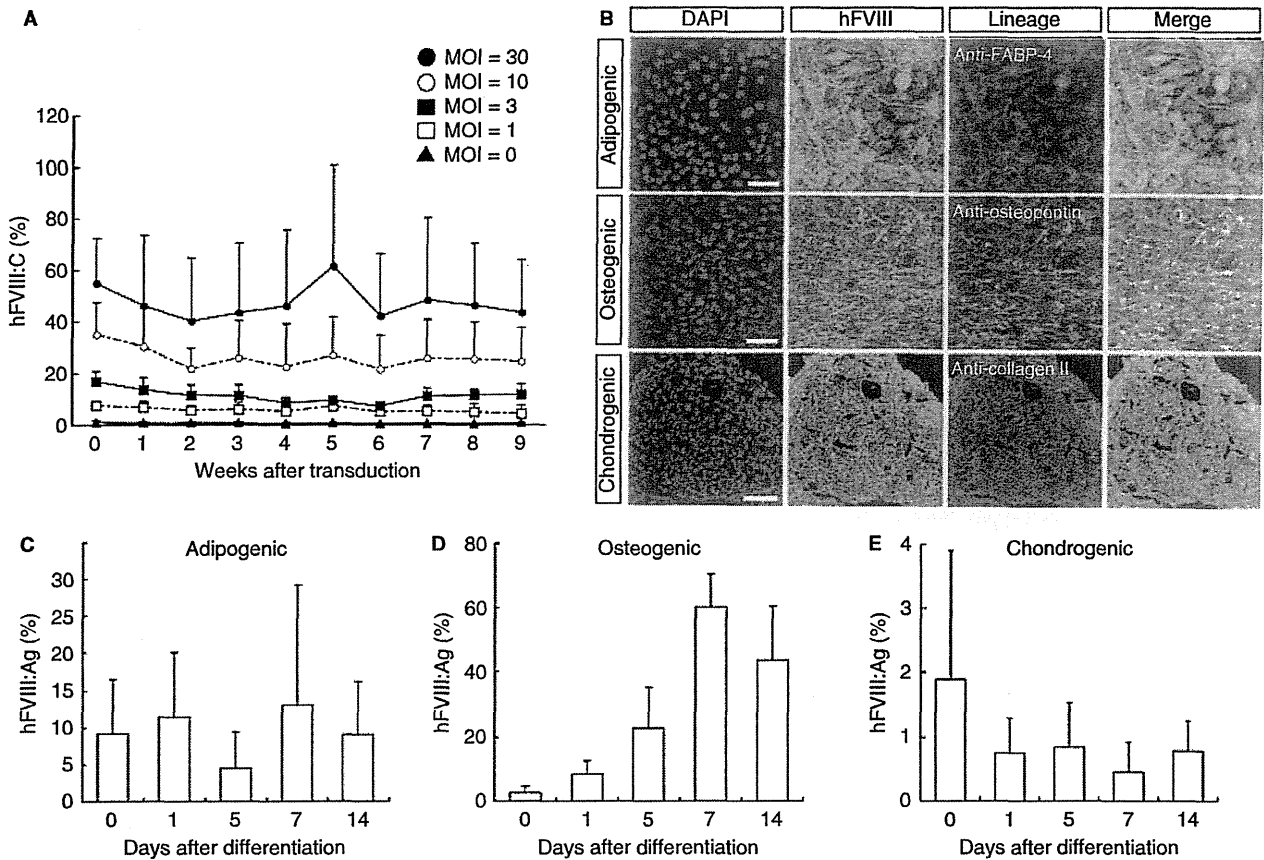 A
MOI = 30
MOI = 10
MOI = 3
MOI = 1
MOI = 0
120
100
80
60
40
20
0
hFVIII:C (%)
0 1 2 3 4 5 6 7 8 9
Weeks after transduction
B
DAPI hFVIII Lineage Merge
Adipogenic
Anti-FABP-4
Osteogenic
Anti-osteopontin
Chondrogenic
Anti-collagen II
C
Adipogenic
30
25
20
15
10
5
0
hFVIII:Ag (%)
0 1 5 7 14
Days after differentiation
D
Osteogenic
80
60
40
20
0
hFVIII:Ag (%)
0 1 5 7 14
Days after differentiation
E
Chondrogenic
4
3
2
1
0
hFVIII:Ag (%)
0 1 5 7 14
Days after differentiation